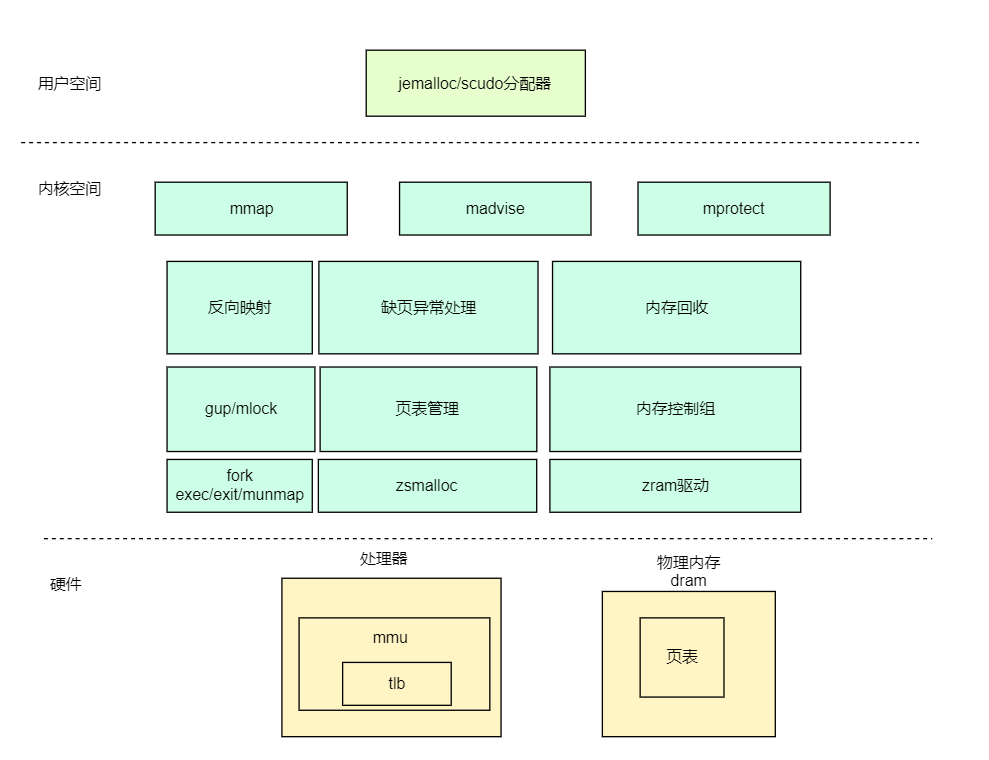 用户空间
jemalloc/scudo分配器
内核空间
mmap
madvise
mprotect
反向映射
缺页异常处理
内存回收
gup/mlock
页表管理
内存控制组
fork
exec/exit/munmap
zsmalloc
zram驱动
硬件
处理器
mmu
tlb
物理内存
dram
页表